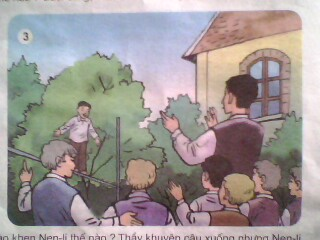 3
khen Nen-li thế nào ? Thầy khuyên cậu xuống nhưng Nen-li